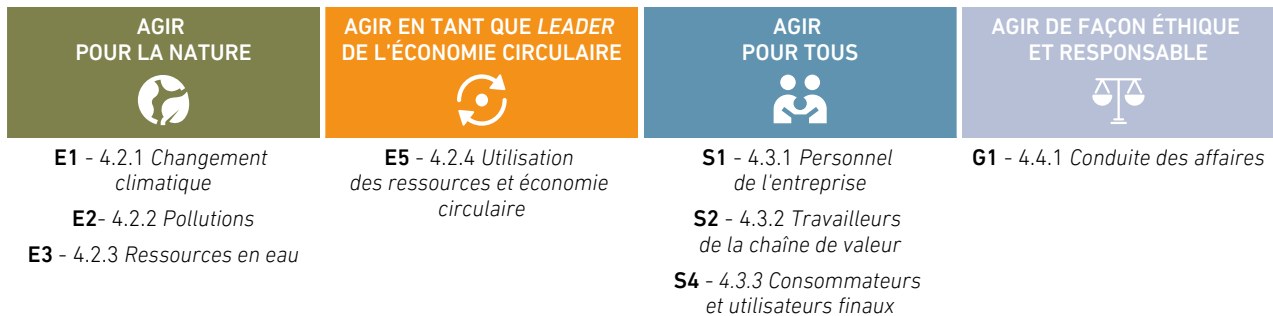 AGIR
POUR LA NATURE
E1 - 4.2.1 Changement
climatique
E2- 4.2.2 Pollutions
E3 - 4.2.3 Ressources en eau
AGIR EN TANT QUE LEADER
DE L'ÉCONOMIE CIRCULAIRE
E5 - 4.2.4 Utilisation
des ressources et économie
circulaire
AGIR
POUR TOUS
S1 - 4.3.1 Personnel
de l'entreprise
S2 - 4.3.2 Travailleurs
de la chaîne de valeur
S4 - 4.3.3 Consommateurs
et utilisateurs finaux
AGIR DE FAÇON ÉTHIQUE
ET RESPONSABLE
G1 - 4.4.1 Conduite des affaires